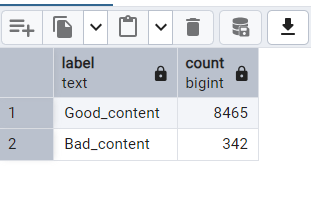 label count
text bigint
1 Good_content 8465
2 Bad_content 342